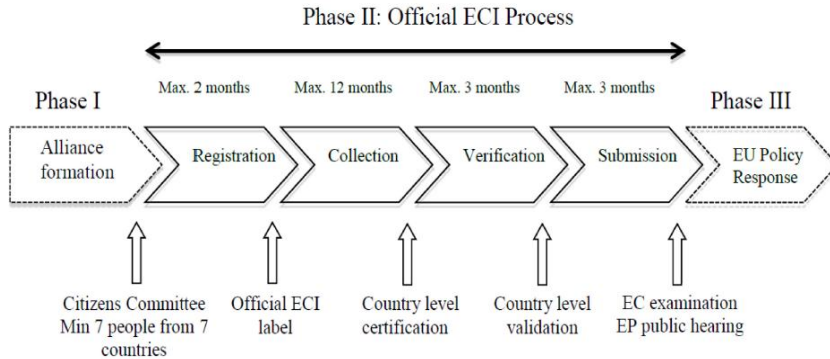 Phase II: Official ECI Process
Max. 2 months
Max. 12 months
Max. 3 months
Max. 3 months
Phase I
Phase III
Alliance
formation
Registration
Collection
Verification
Submission
EU Policy
Response
Citizens Committee
Min 7 people from 7
countries
Official ECI
label
Country level
certification
Country level
validation
EC examination
EP public hearing